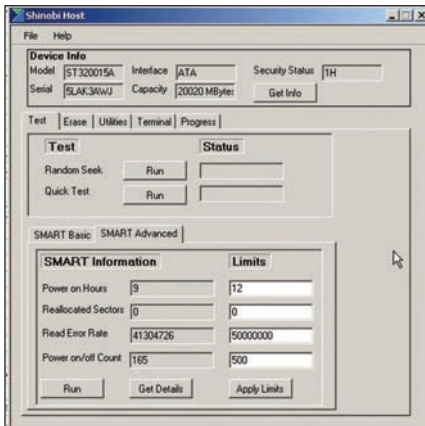 Shinobi Host
File Help
Device Info
Model ST320015A Interface ATA Security Status 1H
Serial 5LAK3AWJ Capacity 20020 MBytes Get Info
Test Erase Utilities Terminal Progress
Test Status
Random Seek Run
Quick Test Run
SMART Basic SMART Advanced
SMART Information Limits
Power on Hours 9 12
Reallocated Sectors 0 0
Read Error Rate 41304726 50000000
Power on/off Count 165 500
Run Get Details Apply Limits